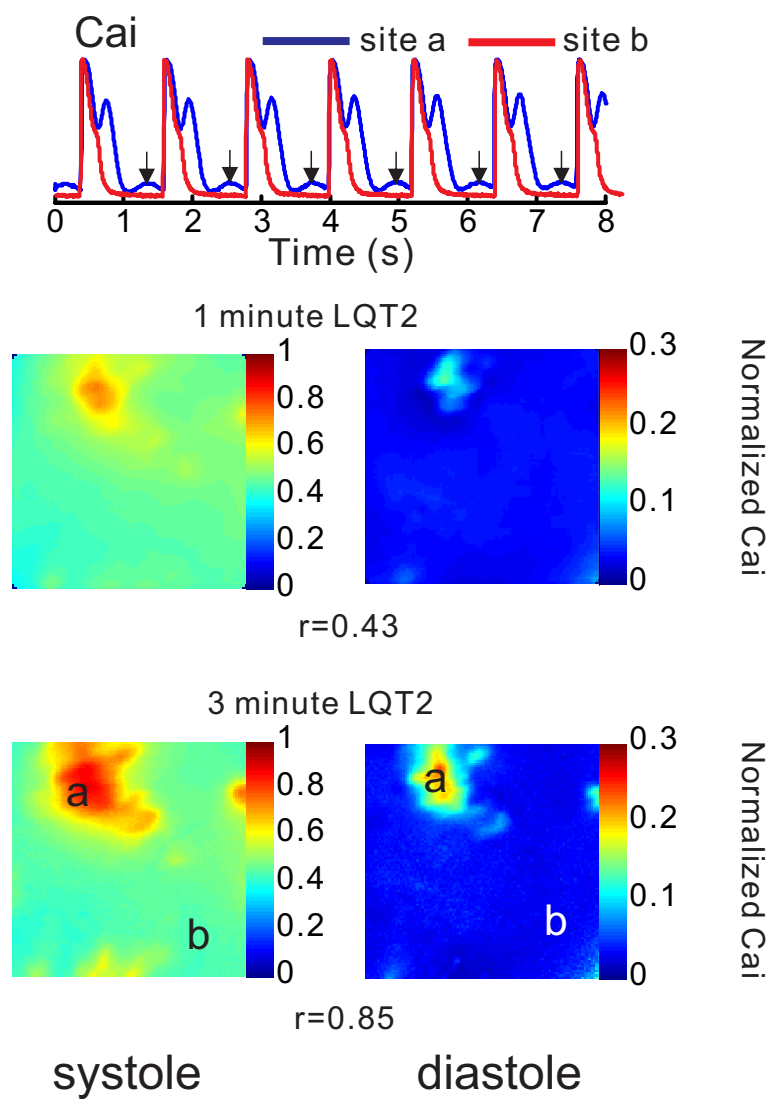 Cai
site a
site b
0 1 2 3 4 5 6 7 8
Time (s)
1 minute LQT2
1
0.8
0.6
0.4
0.2
0
0.3
0.2
0.1
0
Normalized Cai
r=0.43
3 minute LQT2
a
b
1
0.8
0.6
0.4
0.2
0
a
b
0.3
0.2
0.1
0
Normalized Cai
r=0.85
systole
diastole